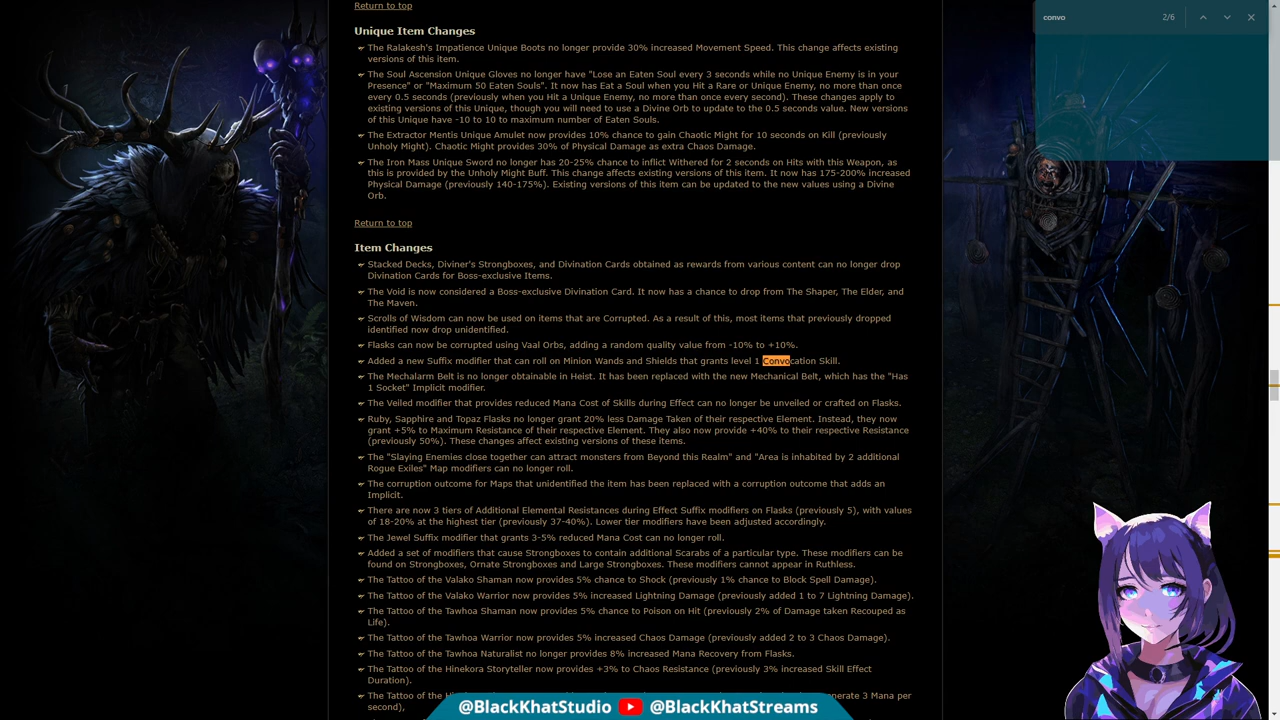 Return to top
convo
2/6
Unique Item Changes
The Ralakesh's Impatience Unique Boots no longer provide 30% increased Movement Speed. This change affects existing
versions of this item.
The Soul Ascension Unique Gloves no longer have "Lose an Eaten Soul every 3 seconds while no Unique Enemy is in your
Presence" or "Maximum 50 Eaten Souls". It now has Eat a Soul when you Hit a Rare or Unique Enemy, no more than once
every 0.5 seconds (previously when you Hit a Unique Enemy, no more than once every second). These changes apply to
existing versions of this Unique, though you will need to use a Divine Orb to update to the 0.5 seconds value. New versions
of this Unique have -10 to 10 to maximum number of Eaten Souls.
The Extractor Mentis Unique Amulet now provides 10% chance to gain Chaotic Might for 10 seconds on Kill (previously
Unholy Might). Chaotic Might provides 30% of Physical Damage as extra Chaos Damage.
The Iron Mass Unique Sword no longer has 20-25% chance to inflict Withered for 2 seconds on Hits with this Weapon, as
this is provided by the Unholy Might Buff. This change affects existing versions of this item. It now has 175-200% increased
Physical Damage (previously 140-175%). Existing versions of this item can be updated to the new values using a Divine
Orb.
Return to top
Item Changes
Stacked Decks, Diviner's Strongboxes, and Divination Cards obtained as rewards from various content can no longer drop
Divination Cards for Boss-exclusive Items.
The Void is now considered a Boss-exclusive Divination Card. It now has a chance to drop from The Shaper, The Elder, and
The Maven.
Scrolls of Wisdom can now be used on items that are Corrupted. As a result of this, most items that previously dropped
identified now drop unidentified.
Flasks can now be corrupted using Vaal Orbs, adding a random quality value from -10% to +10%.
Added a new Suffix modifier that can roll on Minion Wands and Shields that grants level 1 Convocation Skill.
The Mechalarm Belt is no longer obtainable in Heist. It has been replaced with the new Mechanical Belt, which has the "Has
1 Socket" Implicit modifier.
The Veiled modifier that provides reduced Mana Cost of Skills during Effect can no longer be unveiled or crafted on Flasks.
Ruby, Sapphire and Topaz Flasks no longer grant 20% less Damage Taken of their respective Element. Instead, they now
grant +5% to Maximum Resistance of their respective Element. They also now provide +40% to their respective Resistance
(previously 50%). These changes affect existing versions of these items.
The "Slaying Enemies close together can attract monsters from Beyond this Realm" and "Area is inhabited by 2 additional
Rogue Exiles" Map modifiers can no longer roll.
The corruption outcome for Maps that unidentified the item has been replaced with a corruption outcome that adds an
Implicit.
There are now 3 tiers of Additional Elemental Resistances during Effect Suffix modifiers on Flasks (previously 5), with values
of 18-20% at the highest tier (previously 37-40%). Lower tier modifiers have been adjusted accordingly.
The Jewel Suffix modifier that grants 3-5% reduced Mana Cost can no longer roll.
Added a set of modifiers that cause Strongboxes to contain additional Scarabs of a particular type. These modifiers can be
found on Strongboxes, Ornate Strongboxes and Large Strongboxes. These modifiers cannot appear in Ruthless.
The Tattoo of the Valako Shaman now provides 5% chance to Shock (previously 1% chance to Block Spell Damage).
The Tattoo of the Valako Warrior now provides 5% increased Lightning Damage (previously added 1 to 7 Lightning Damage).
The Tattoo of the Tawhoa Shaman now provides 5% chance to Poison on Hit (previously 2% of Damage taken Recouped as
Life).
The Tattoo of the Tawhoa Warrior now provides 5% increased Chaos Damage (previously added 2 to 3 Chaos Damage).
The Tattoo of the Tawhoa Naturalist no longer provides 8% increased Mana Recovery from Flasks.
The Tattoo of the Hinekora Storyteller now provides +3% to Chaos Resistance (previously 3% increased Skill Effect
Duration).
The Tattoo of the
3 Mana per
second),
@BlackKhatStudio @BlackKhatStreams